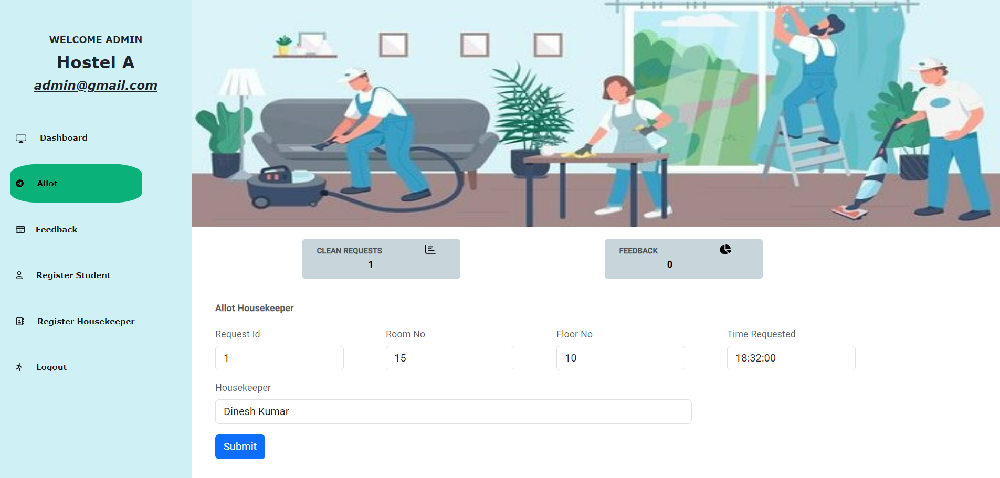 WELCOME ADMIN
Hostel A
admin@gmail.com
Dashboard
Allot
Feedback
Register Student
Register Housekeeper
Logout
CLEAN REQUESTS
1
FEEDBACK
0
Allot Housekeeper
Request Id
Room No
Floor No
Time Requested
1
15
10
18:32:00
Housekeeper
Dinesh Kumar
Submit